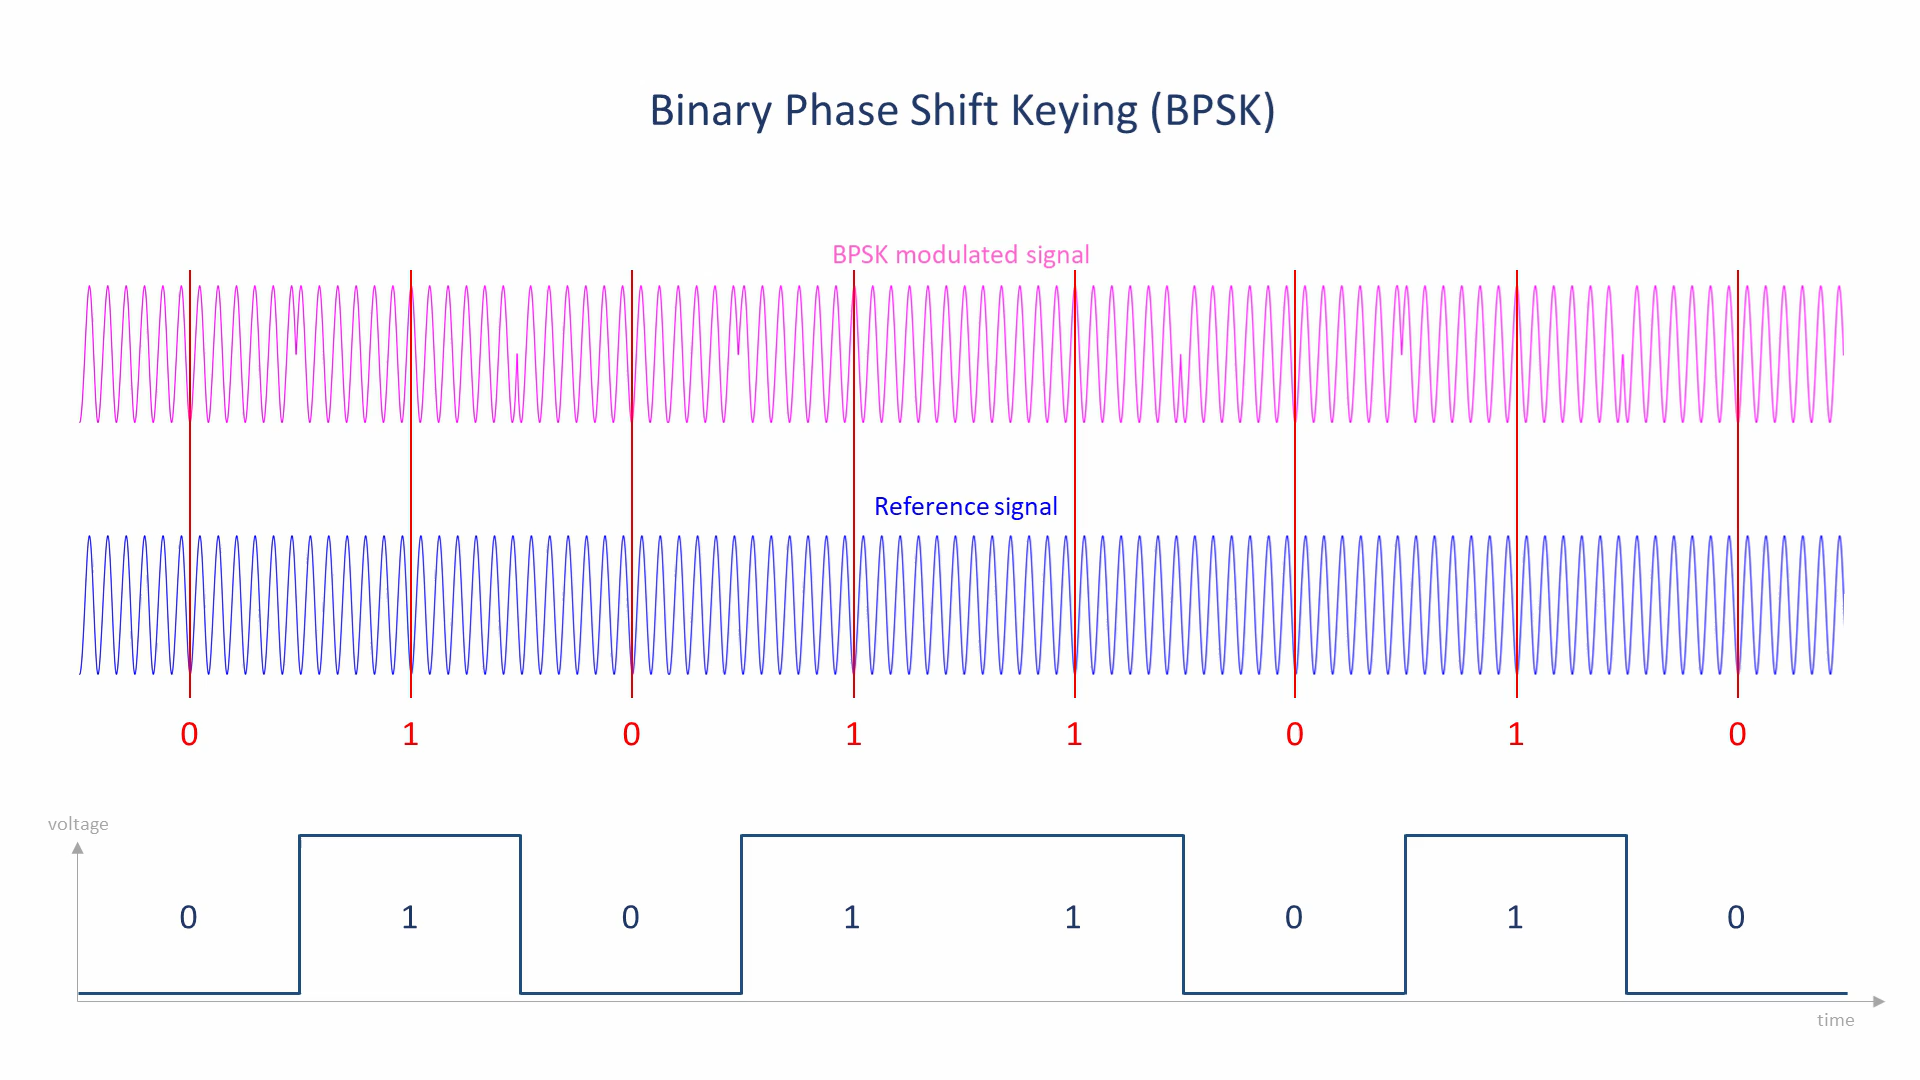 Binary Phase Shift Keying (BPSK)
BPSK modulated signal
Reference signal
0 1 0 1 1 0 1 0
voltage
0 1 0 1 1 0 1 0
time